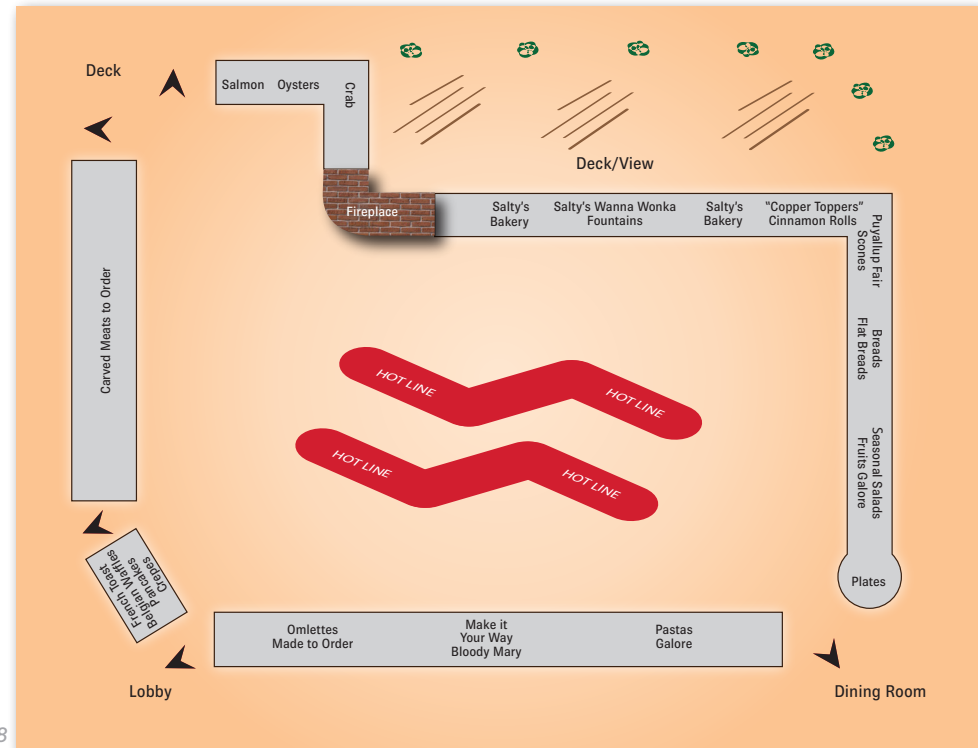 Deck
Salmon Oysters
Crab
Deck/View
Fireplace
Salty's
Bakery
Salty's Wanna Wonka
Fountains
Salty's
Bakery
"Copper Toppers"
Cinnamon Rolls
Puyallup Fair
Scones
Breads
Flat Breads
Seasonal Salads
Fruits Galore
Plates
Carved Meats to Order
HOT LINE
HOT LINE
HOT LINE
HOT LINE
French Toast
Belgian Waffles
Pancakes
Crepes
Omlettes
Made to Order
Make it
Your Way
Bloody Mary
Pastas
Galore
Lobby
Dining Room
8